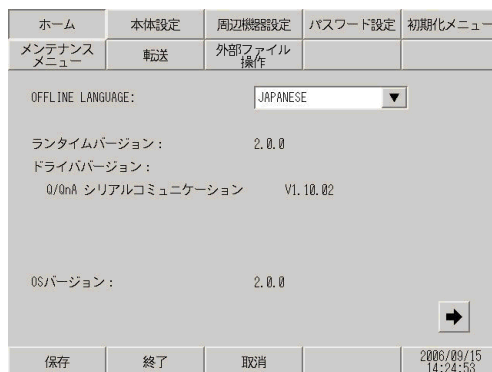 ホーム 本体設定 周辺機器設定 パスワード設定 初期化メニュー
メンテナンス
メニュー 転送 外部ファイル
操作
OFFLINE LANGUAGE: JAPANESE
ランタイムバージョン: 2.0.0
ドライババージョン:
Q/QnA シリアルコミュニケーション V1.10.02
OSバージョン: 2.0.0
保存 終了 取消 2006/09/15
14:24:53